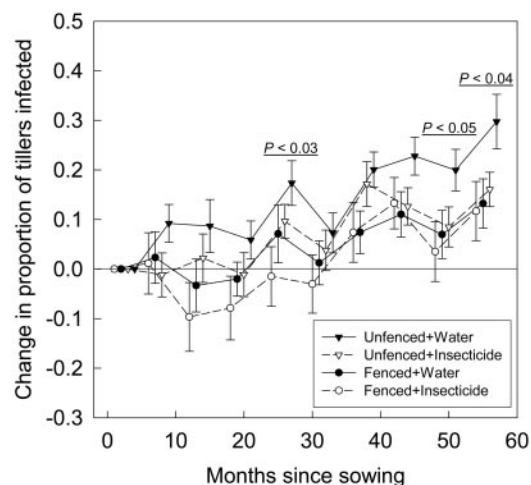 0.5
0.4
0.3
0.2
0.1
0.0
-0.1
-0.2
-0.3
Change in proportion of tillers infected
P < 0.03
P < 0.05
P < 0.04
Unfenced+Water
Unfenced+Insecticide
Fenced+Water
Fenced+Insecticide
0 10 20 30 40 50 60
Months since sowing